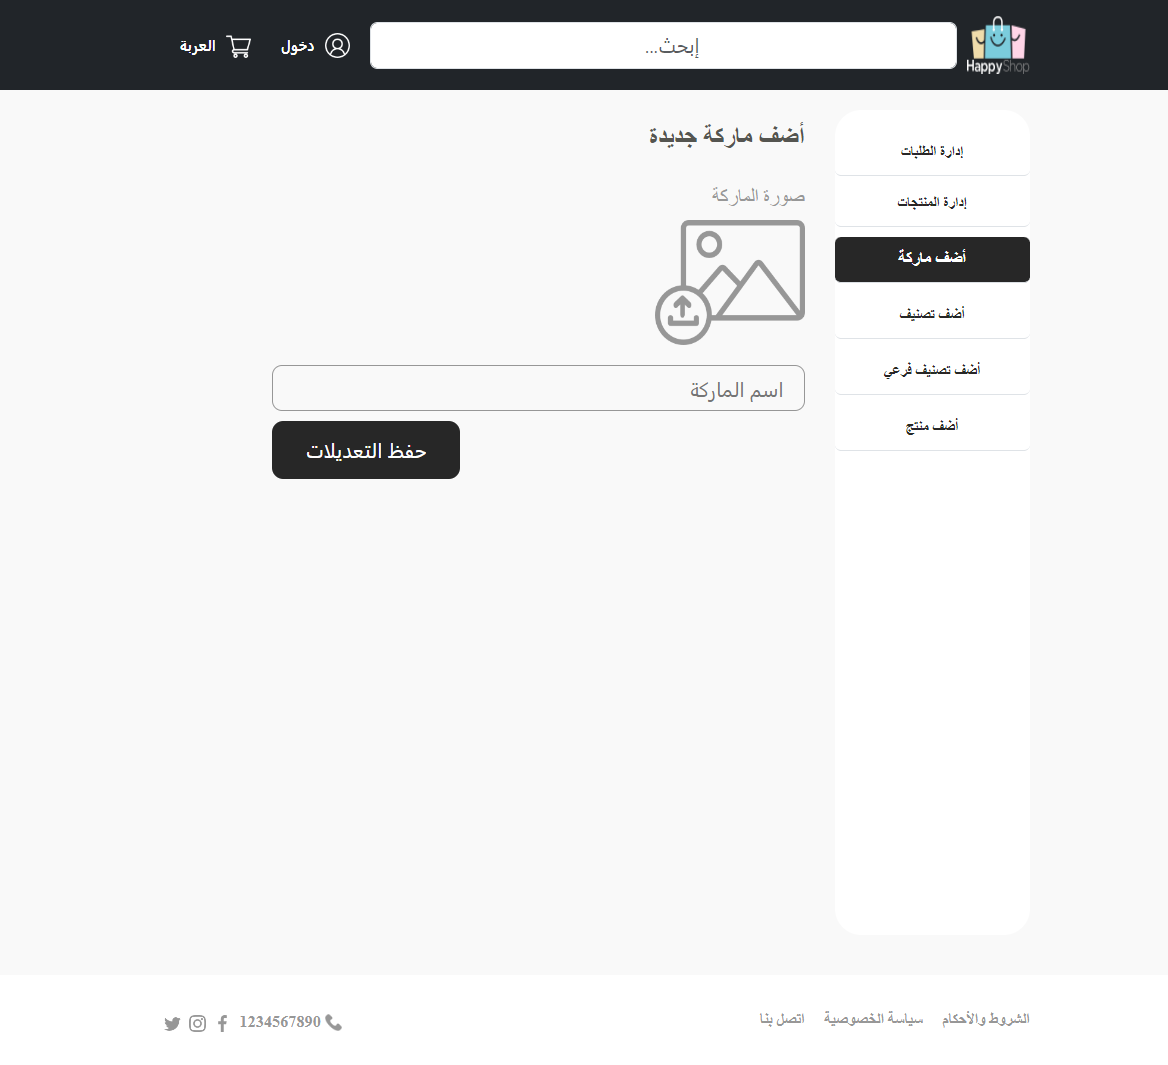 HappyShop
إبحث...
دخول
العربة
إدارة الطلبات
إدارة المنتجات
أضف ماركة
أضف تصنيف
أضف تصنيف فرعي
أضف منتج
أضف ماركة جديدة
صورة الماركة
اسم الماركة
حفظ التعديلات
الشروط والأحكام
سياسة الخصوصية
اتصل بنا
1234567890